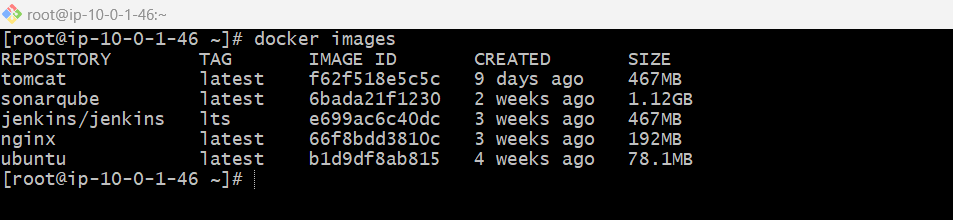 root@ip-10-0-1-46:~
[root@ip-10-0-1-46 ~]# docker images
REPOSITORY TAG IMAGE ID CREATED SIZE
tomcat latest f62f518e5c5c 9 days ago 467MB
sonarqube latest 6bada21f1230 2 weeks ago 1.12GB
jenkins/jenkins lts e699ac6c40dc 3 weeks ago 467MB
nginx latest 66f8bdd3810c 3 weeks ago 192MB
ubuntu latest b1d9df8ab815 4 weeks ago 78.1MB
[root@ip-10-0-1-46 ~]#